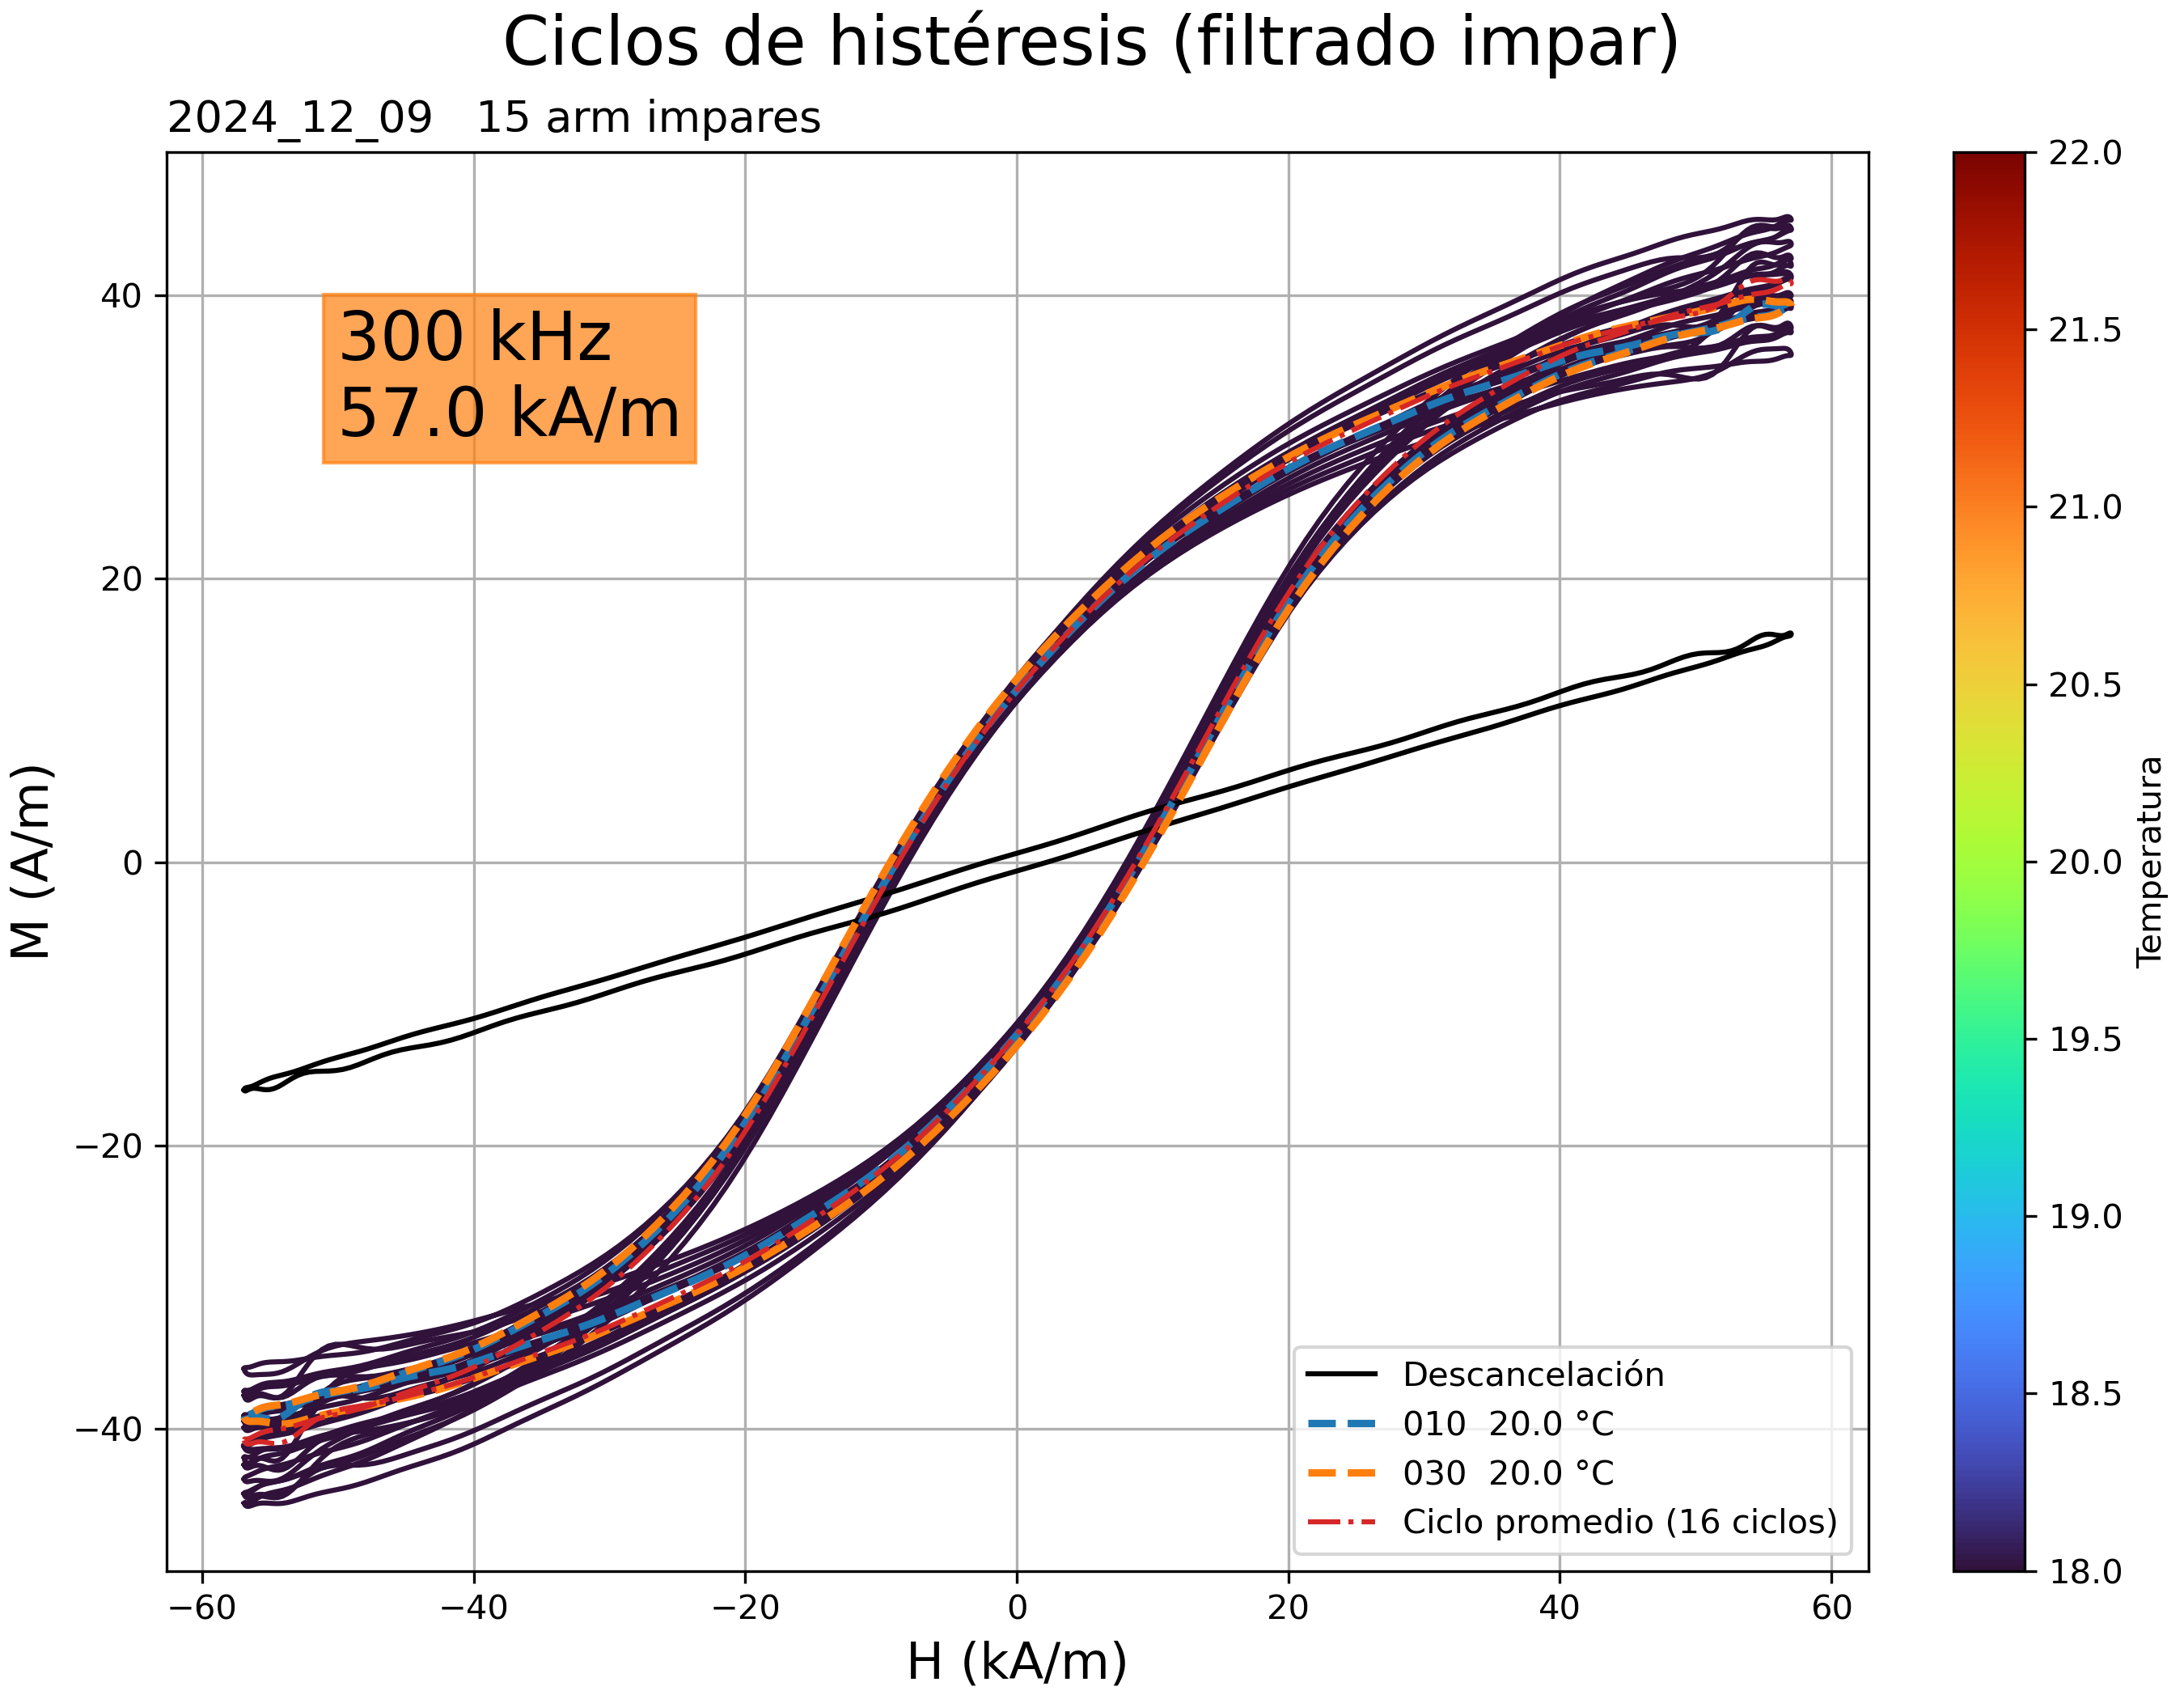 Ciclos de histéresis (filtrado impar)
2024_12_09   15 arm impares
300 kHz
57.0 kA/m
M (A/m)
40
20
0
−20
−40
−60
−40
−20
0
20
40
60
H (kA/m)
Descancelación
010  20.0 °C
030  20.0 °C
Ciclo promedio (16 ciclos)
22.0
21.5
21.0
20.5
20.0
19.5
19.0
18.5
18.0
Temperatura